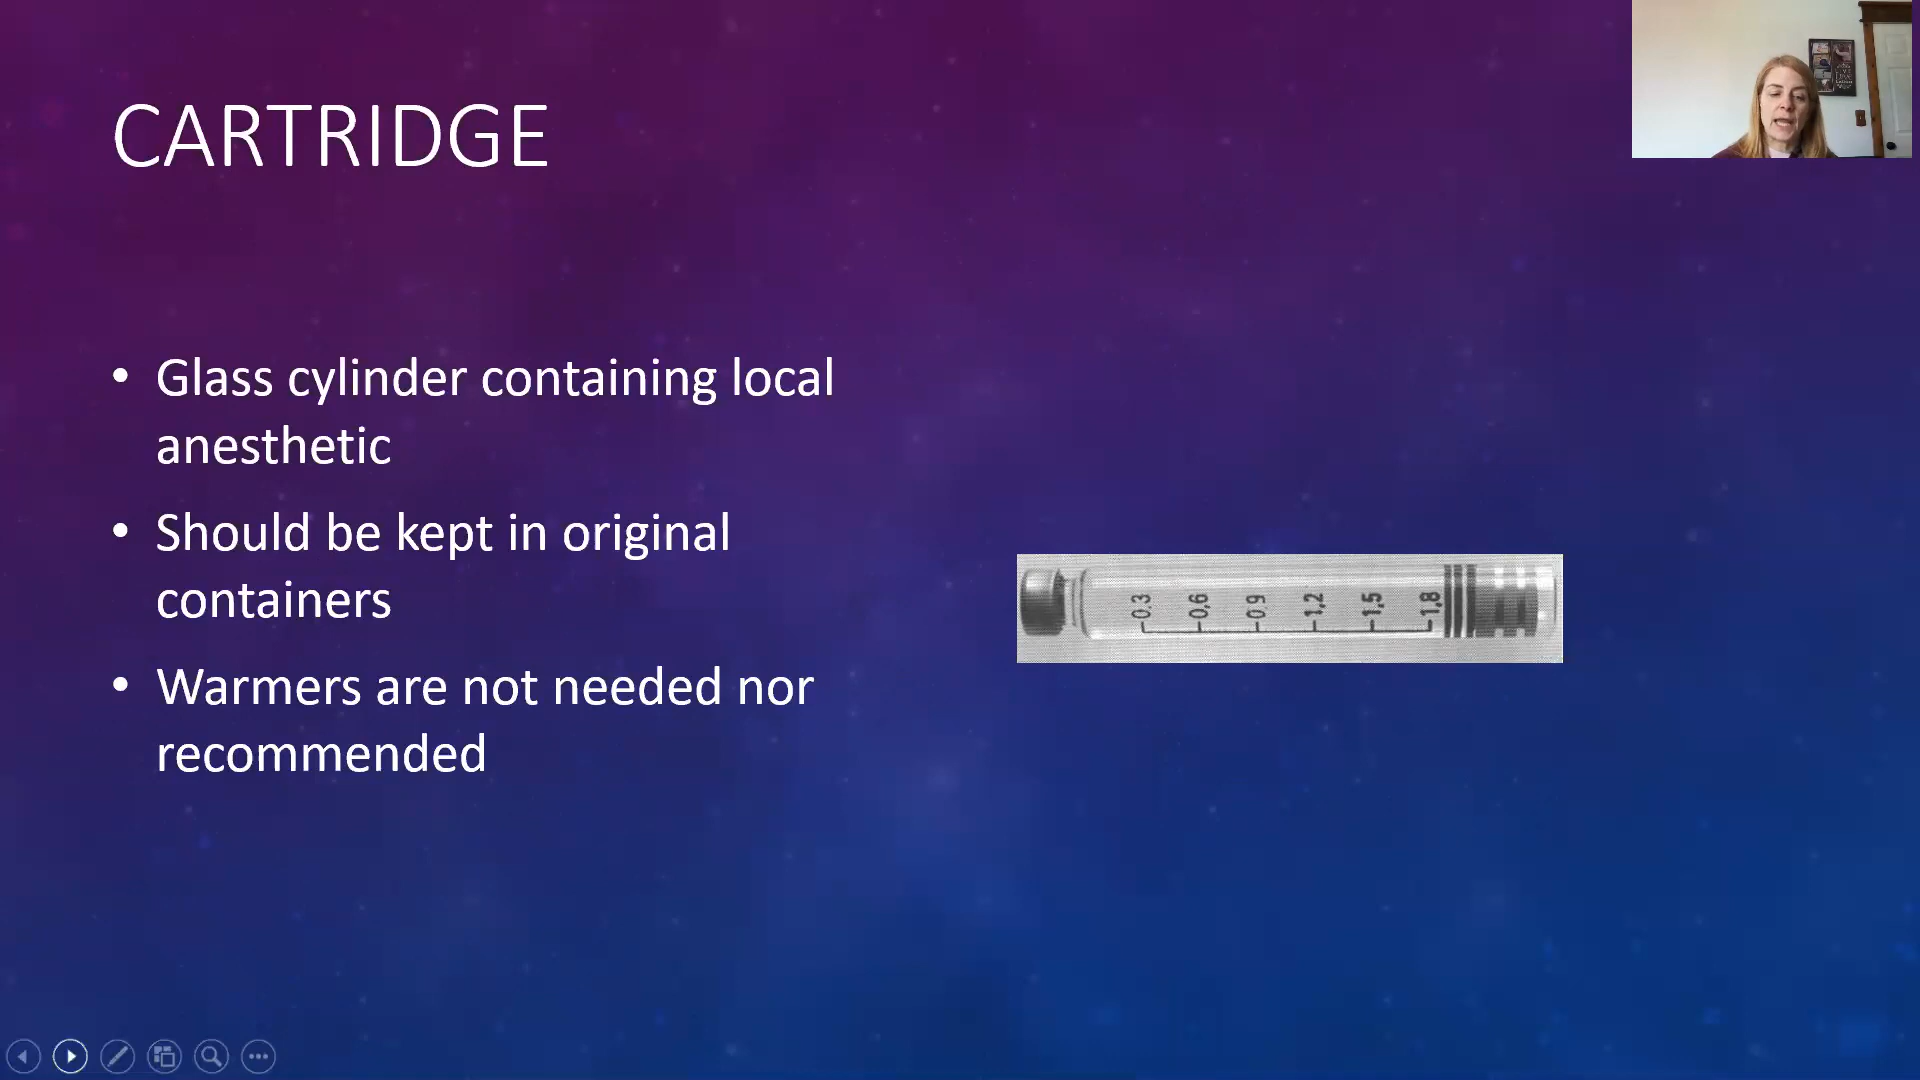 CARTRIDGE
• Glass cylinder containing local
anesthetic
• Should be kept in original
containers
• Warmers are not needed nor
recommended
0.3
0,6
0.9
1,2
1,5
1,8